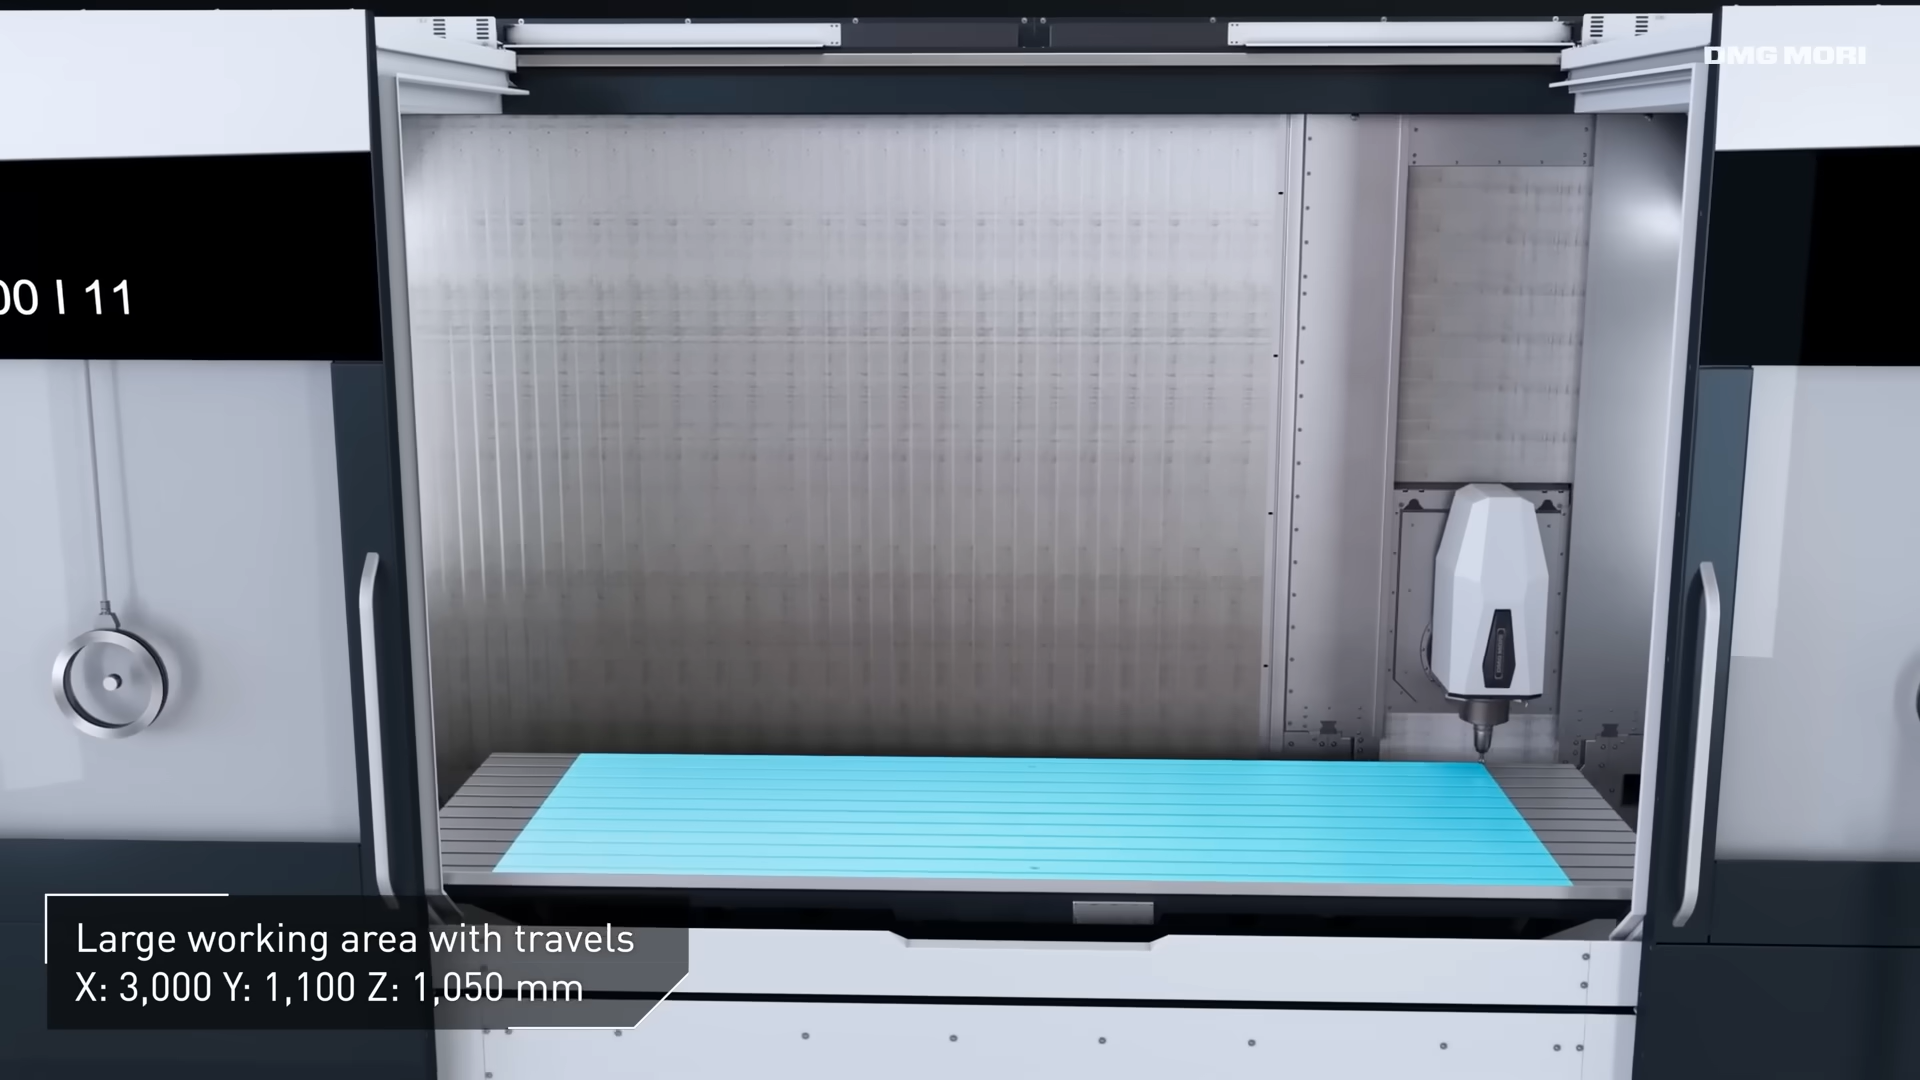 DMG MORI
00 | 11
Large working area with travels
X: 3,000 Y: 1,100 Z: 1,050 mm